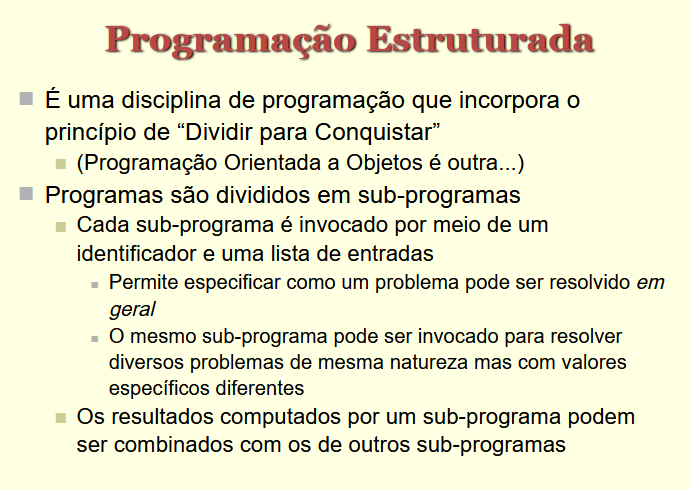 Programação Estruturada
É uma disciplina de programação que incorpora o
princípio de “Dividir para Conquistar”
(Programação Orientada a Objetos é outra...)
Programas são divididos em sub-programas
Cada sub-programa é invocado por meio de um
identificador e uma lista de entradas
Permite especificar como um problema pode ser resolvido em
geral
O mesmo sub-programa pode ser invocado para resolver
diversos problemas de mesma natureza mas com valores
específicos diferentes
Os resultados computados por um sub-programa podem
ser combinados com os de outros sub-programas